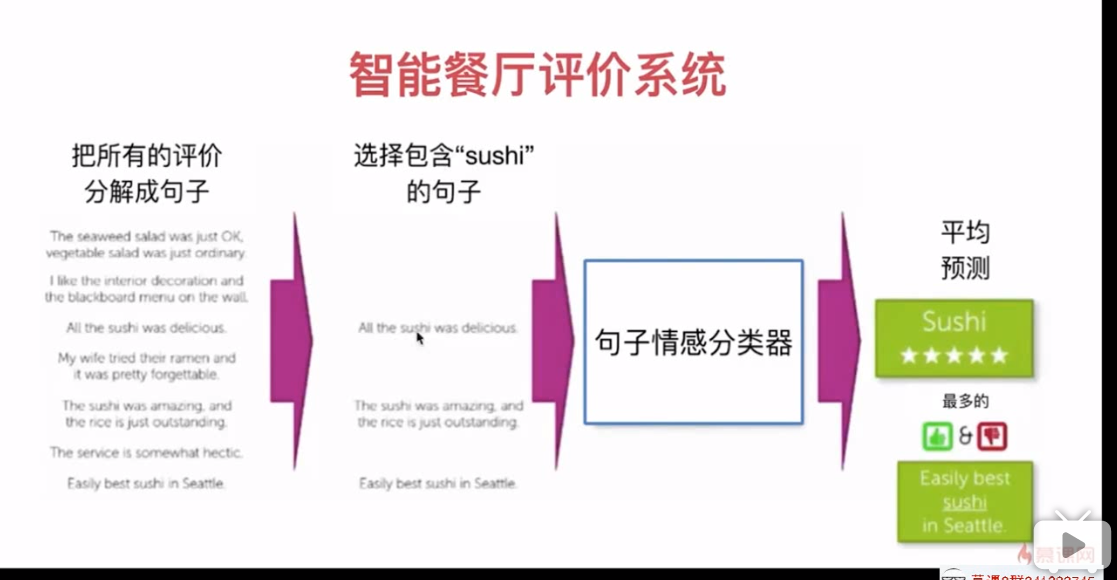 智能餐厅评价系统
把所有的评价
分解成句子
The seaweed salad was just OK,
vegetable salad was just ordinary.
I like the interior decoration and
the blackboard menu on the wall.
All the sushi was delicious.
My wife tried their ramen and
it was pretty forgettable.
The sushi was amazing, and
the rice is just outstanding.
The service is somewhat hectic.
Easily best sushi in Seattle.
选择包含“sushi”
的句子
All the sushi was delicious.
The sushi was amazing, and
the rice is just outstanding.
Easily best sushi in Seattle.
句子情感分类器
平均
预测
Sushi
★★★★★
最多的
&
Easily best
sushi
in Seattle.
慕课网